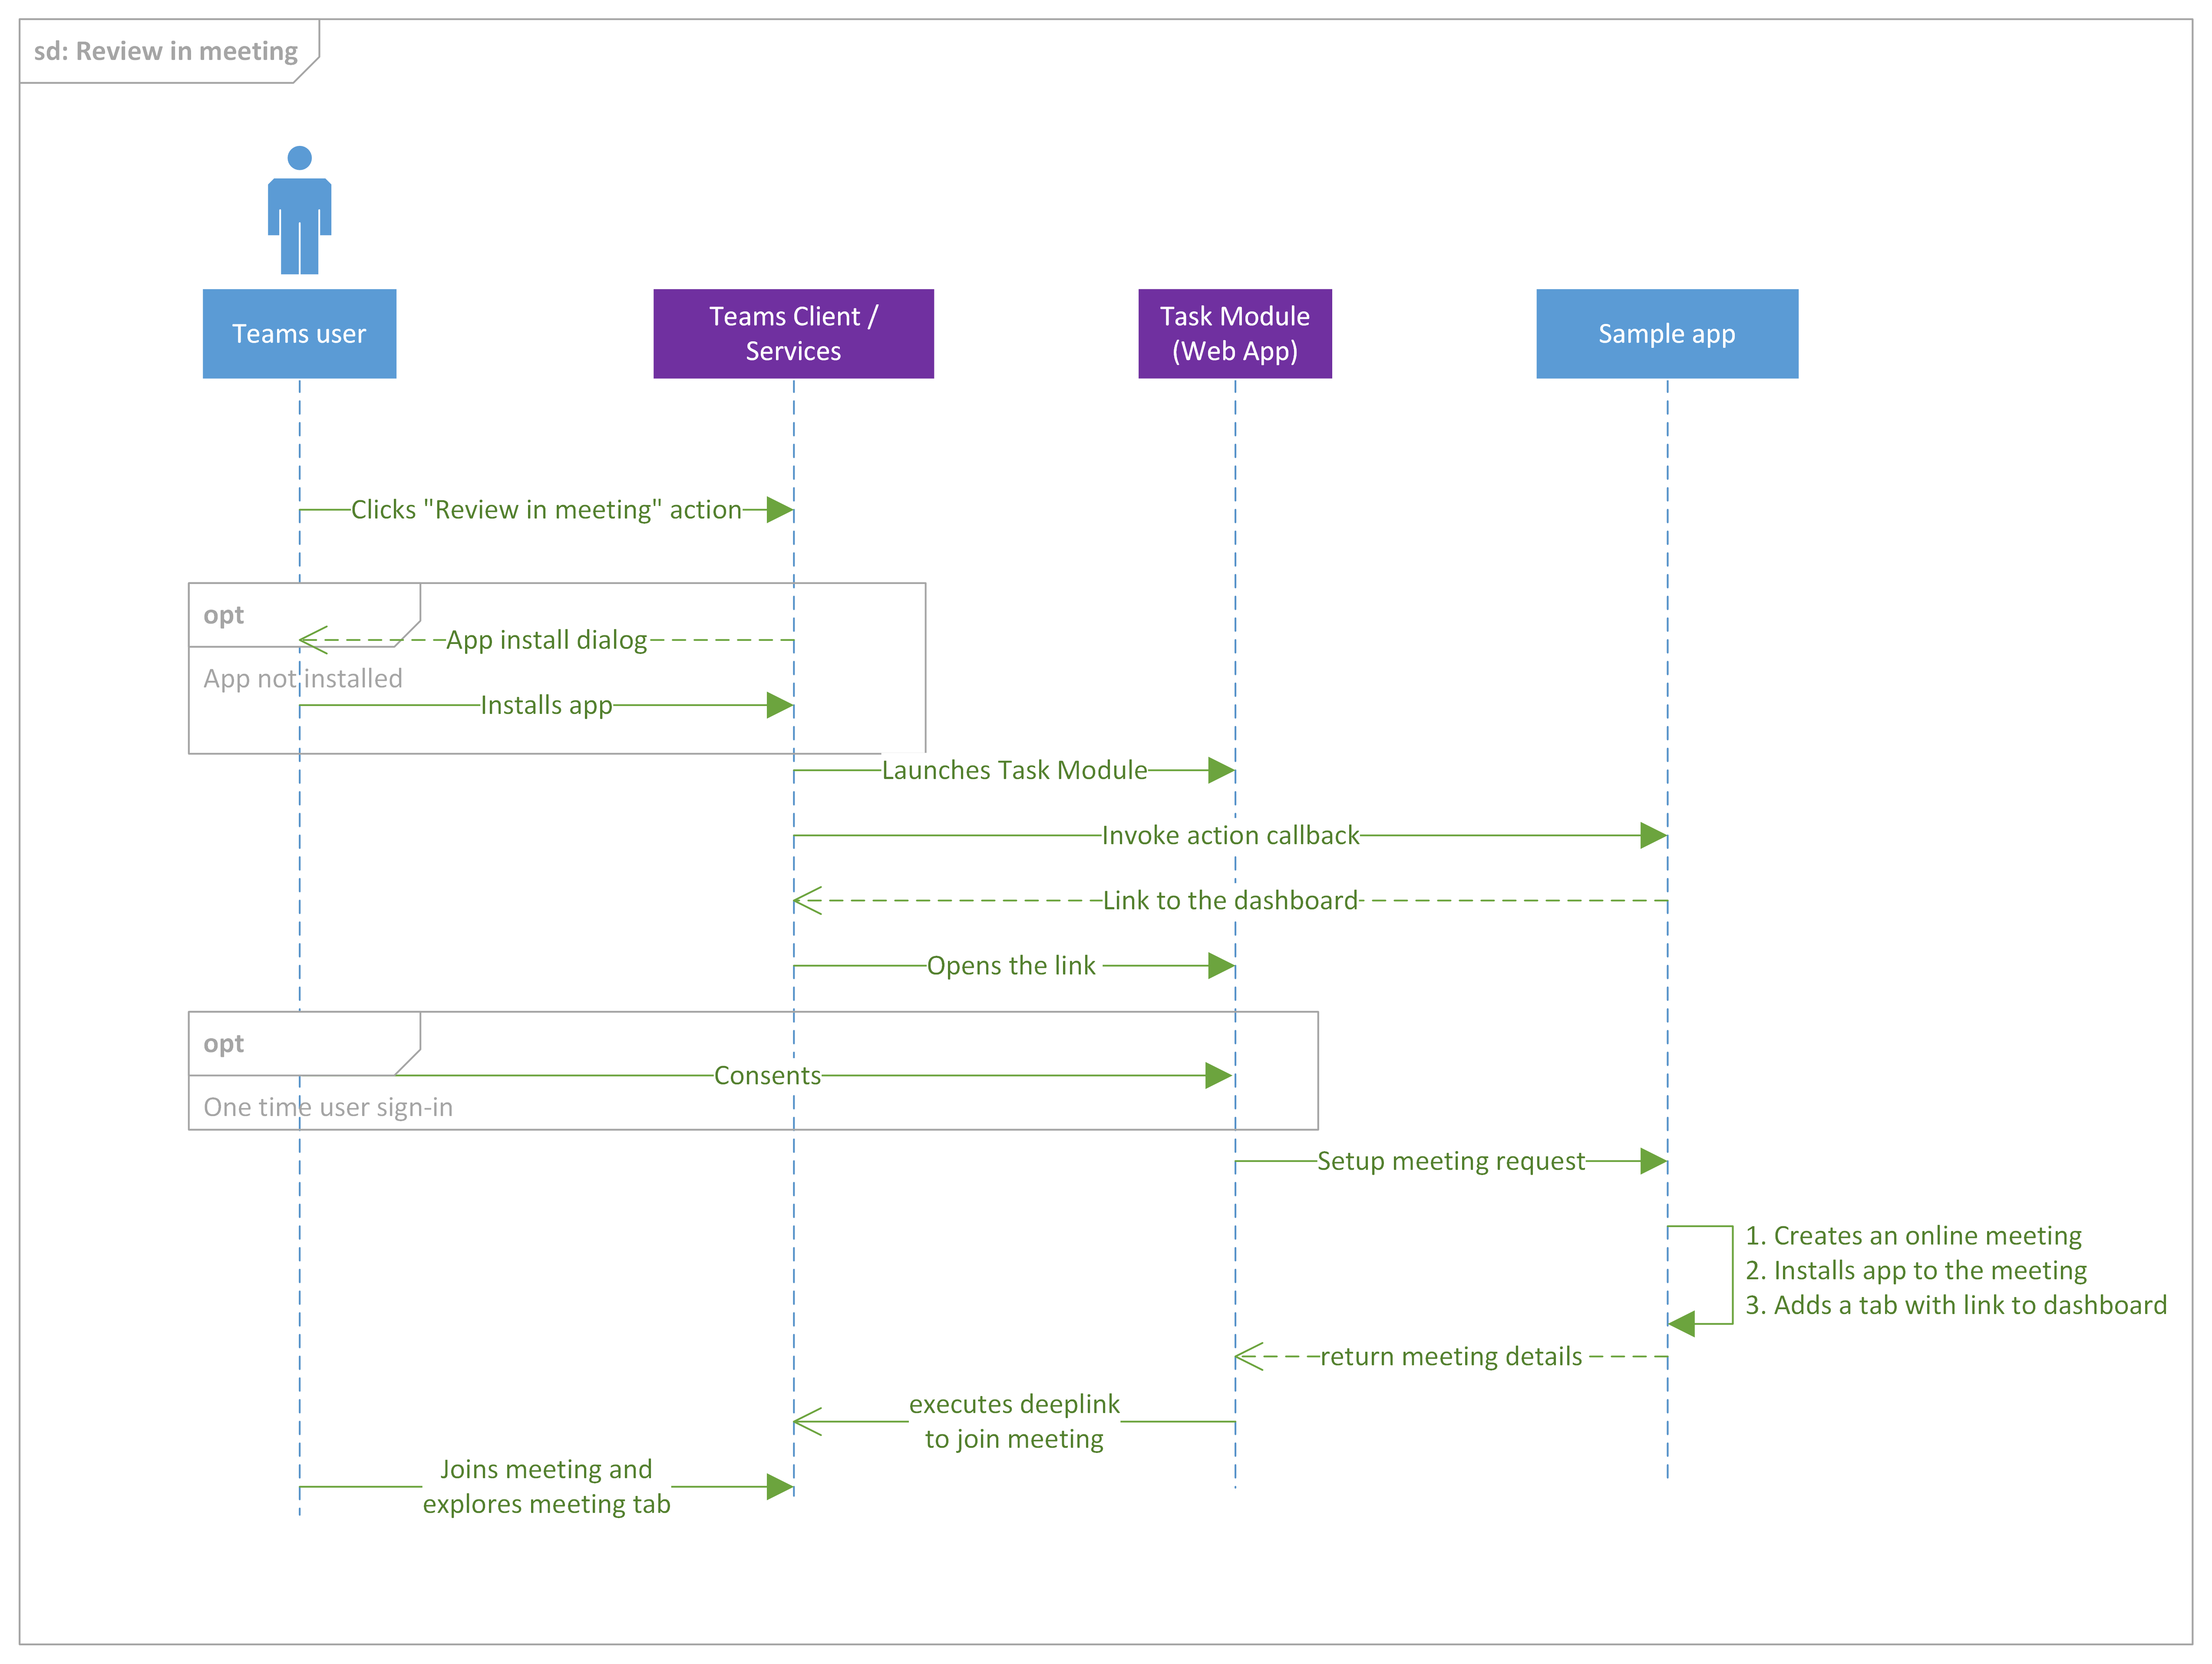 sd: Review in meeting
Teams user
Teams Client /
Services
Task Module
(Web App)
Sample app
Clicks "Review in meeting" action
opt
App install dialog
App not installed
Installs app
Launches Task Module
Invoke action callback
Link to the dashboard
Opens the link
opt
Consents
One time user sign-in
Setup meeting request
1. Creates an online meeting
2. Installs app to the meeting
3. Adds a tab with link to dashboard
return meeting details
executes deeplink
to join meeting
Joins meeting and
explores meeting tab